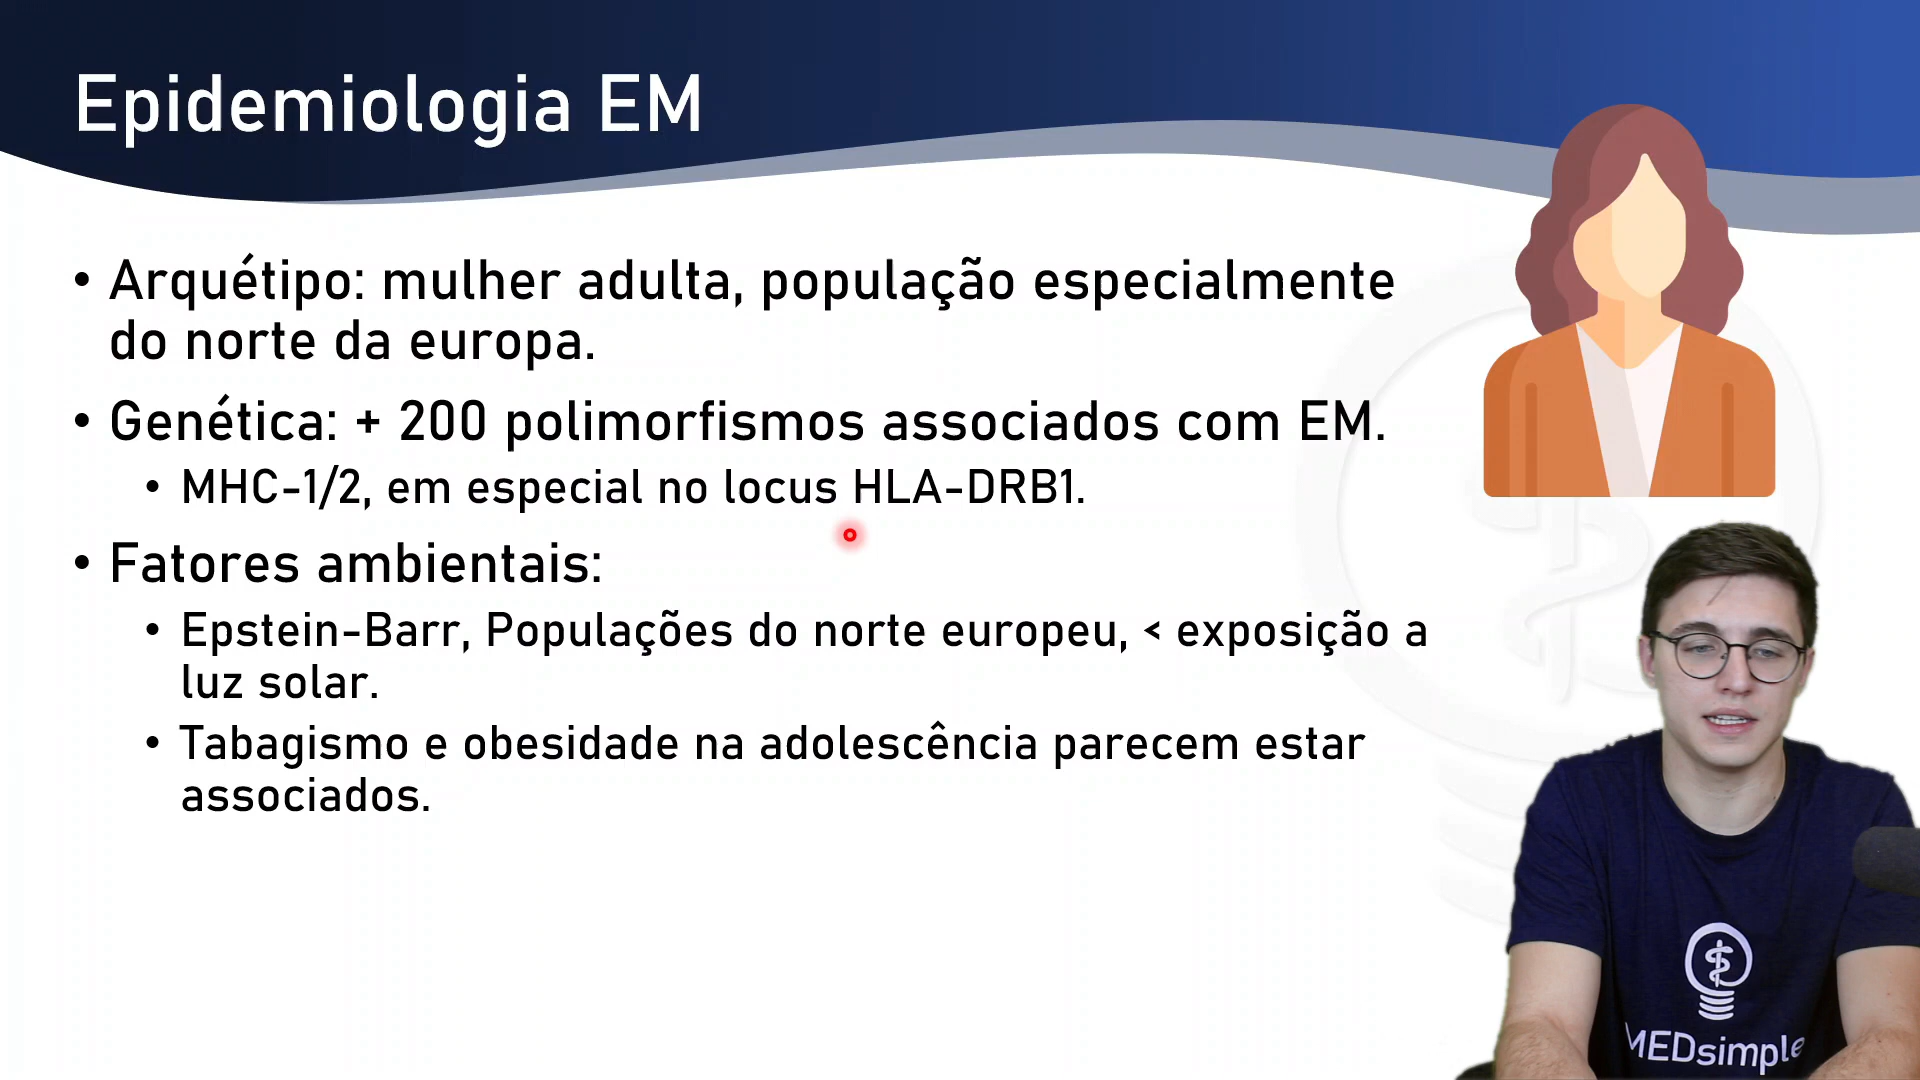 Epidemiologia EM
• Arquétipo: mulher adulta, população especialmente
do norte da europa.
• Genética: + 200 polimorfismos associados com EM.
• MHC-1/2, em especial no locus HLA-DRB1.
• Fatores ambientais:
• Epstein-Barr, Populações do norte europeu, < exposição a
luz solar.
• Tabagismo e obesidade na adolescência parecem estar
associados.
MEDsimple